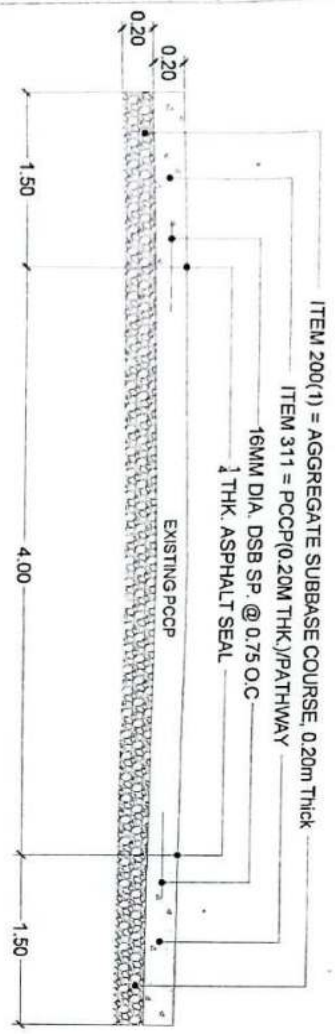 ITEM 200(1) = AGGREGATE SUBBASE COURSE, 0.20m Thick
ITEM 311 = PCCP(0.20M THK.)/PATHWAY
16MM DIA. DSB SP. @ 0.75 O.C
1/4 THK. ASPHALT SEAL
EXISTING PCCP
0.20
0.20
1.50
4.00
1.50